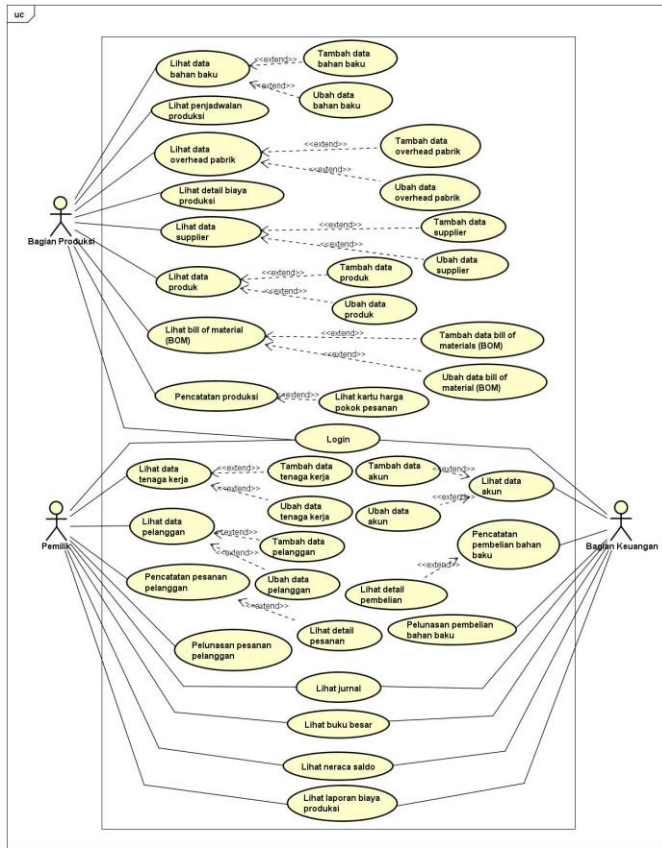 uc
Lihat data
bahan baku
<<extend>>
Tambah data
bahan baku
<<extend>>
Ubah data
bahan baku
Lihat penjadwalan
produksi
Lihat data
overhead pabrik
<<extend>>
Tambah data
overhead pabrik
<<extend>>
Ubah data
overhead pabrik
Lihat detail biaya
produksi
Bagian Produksi
Lihat data
supplier
<<extend>>
Tambah data
supplier
<<extend>>
Ubah data
supplier
Lihat data
produk
<<extend>>
Tambah data
produk
<<extend>>
Ubah data
produk
Lihat bill of material
(BOM)
<<extend>>
Tambah data bill of
materials (BOM)
<<extend>>
Ubah data bill of
material (BOM)
Pencatatan produksi
<<extend>>
Lihat kartu harga
pokok pesanan
Login
Lihat data
tenaga kerja
<<extend>>
Tambah data
tenaga kerja
<<extend>>
Ubah data
tenaga kerja
Tambah data
akun
<<extend>>
Lihat data
akun
Ubah data
akun
<<extend>>
Pemilik
Bagian Keuangan
Lihat data
pelanggan
<<extend>>
Tambah data
pelanggan
<<extend>>
Ubah data
pelanggan
Pencatatan
pembelian bahan
baku
<<extend>>
Lihat detail
pembelian
Pencatatan pesanan
pelanggan
<<extend>>
Lihat detail
pesanan
Pelunasan pembelian
bahan baku
Pelunasan pesanan
pelanggan
Lihat jurnal
Lihat buku besar
Lihat neraca saldo
Lihat laporan biaya
produksi